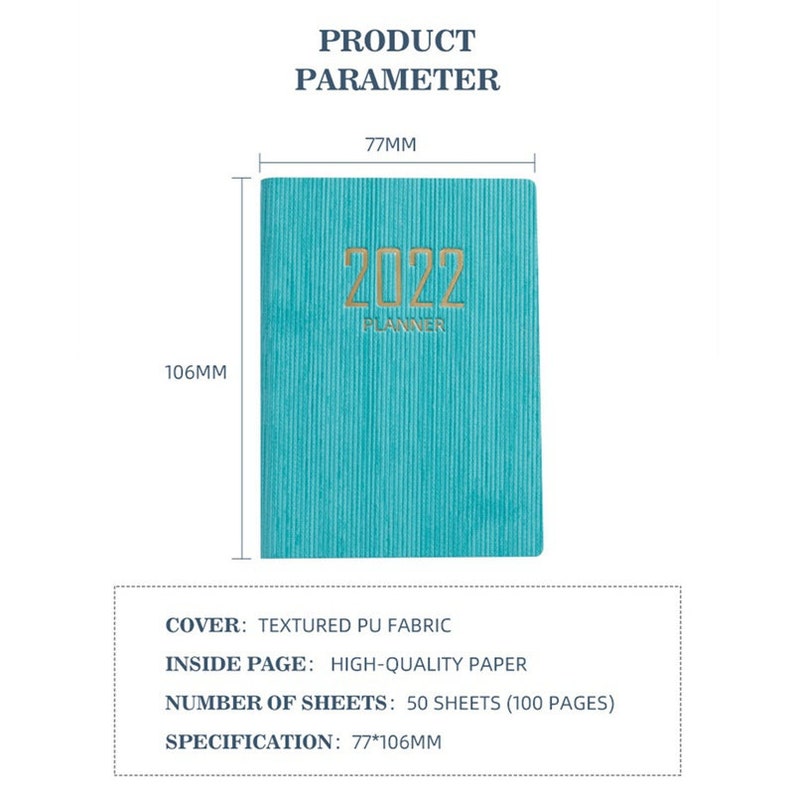 PRODUCT
PARAMETER
77MM
2022
PLANNER
106MM
COVER: TEXTURED PU FABRIC
INSIDE PAGE: HIGH-QUALITY PAPER
NUMBER OF SHEETS: 50 SHEETS (100 PAGES)
SPECIFICATION: 77*106MM